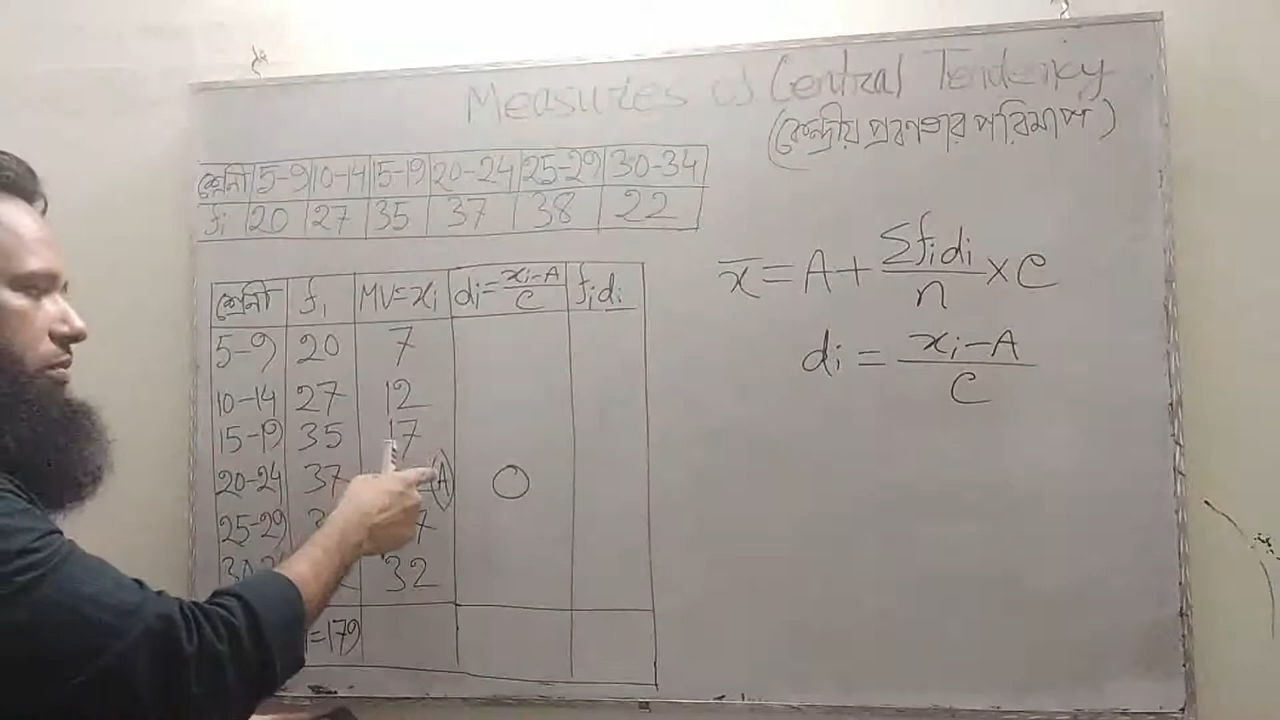 Measures of Central Tendency
(কেন্দ্রীয় প্রবণতার পরিমাপ)
শ্রেনী 5-9 10-14 15-19 20-24 25-29 30-34
fi 20 27 35 37 38 22
x̄ = A + Σfidi/n × C
di = xi-A/C
শ্রেনী fi MV=xi di=xi-A/C fidi
5-9 20 7
10-14 27 12
15-19 35 17
20-24 37 (A) 0
25-29 7
32
=179